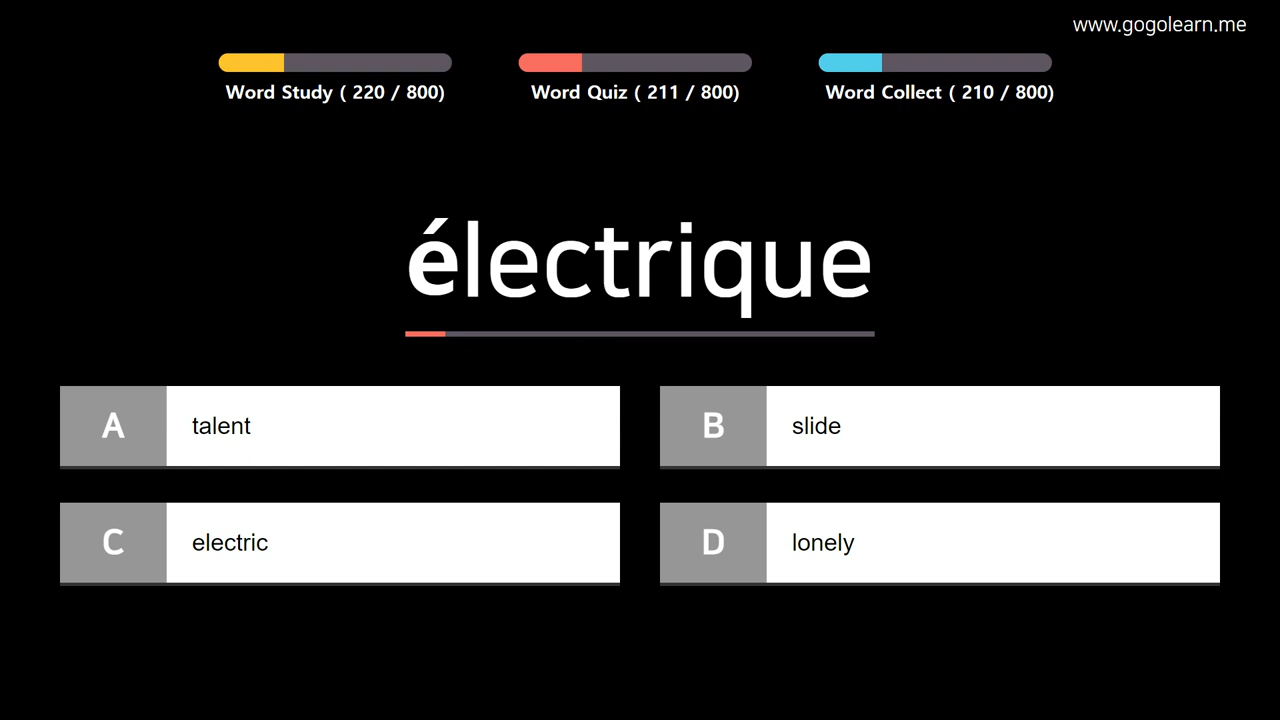 www.gogolearn.me
Word Study ( 220 / 800)
Word Quiz ( 211 / 800)
Word Collect ( 210 / 800)
électrique
A talent
B slide
C electric
D lonely